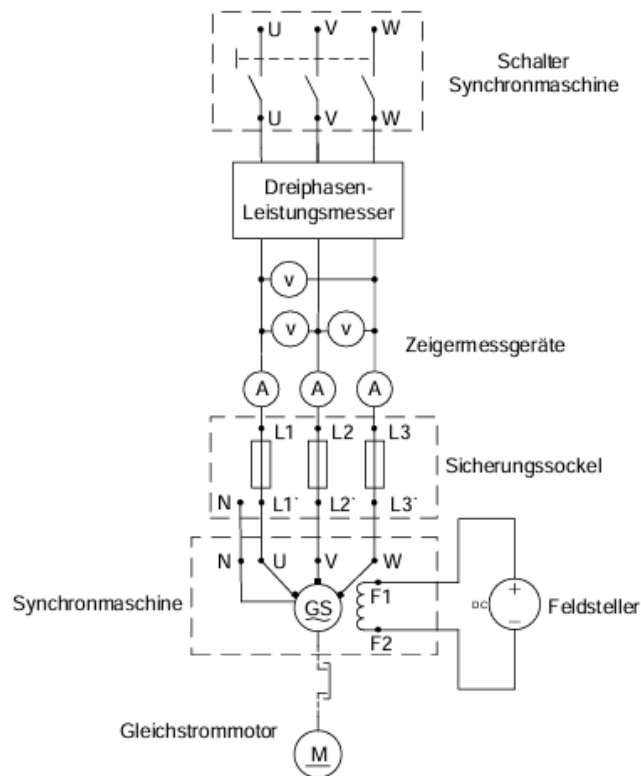 U V W
Schalter
Synchronmaschine
U V W
Dreiphasen-
Leistungsmesser
v
v v
Zeigermessgeräte
A A A
L1 L2 L3
Sicherungssockel
N L1` L2` L3`
N U V W
F1
Synchronmaschine
GS
DC
+
−
Feldsteller
F2
Gleichstrommotor
M